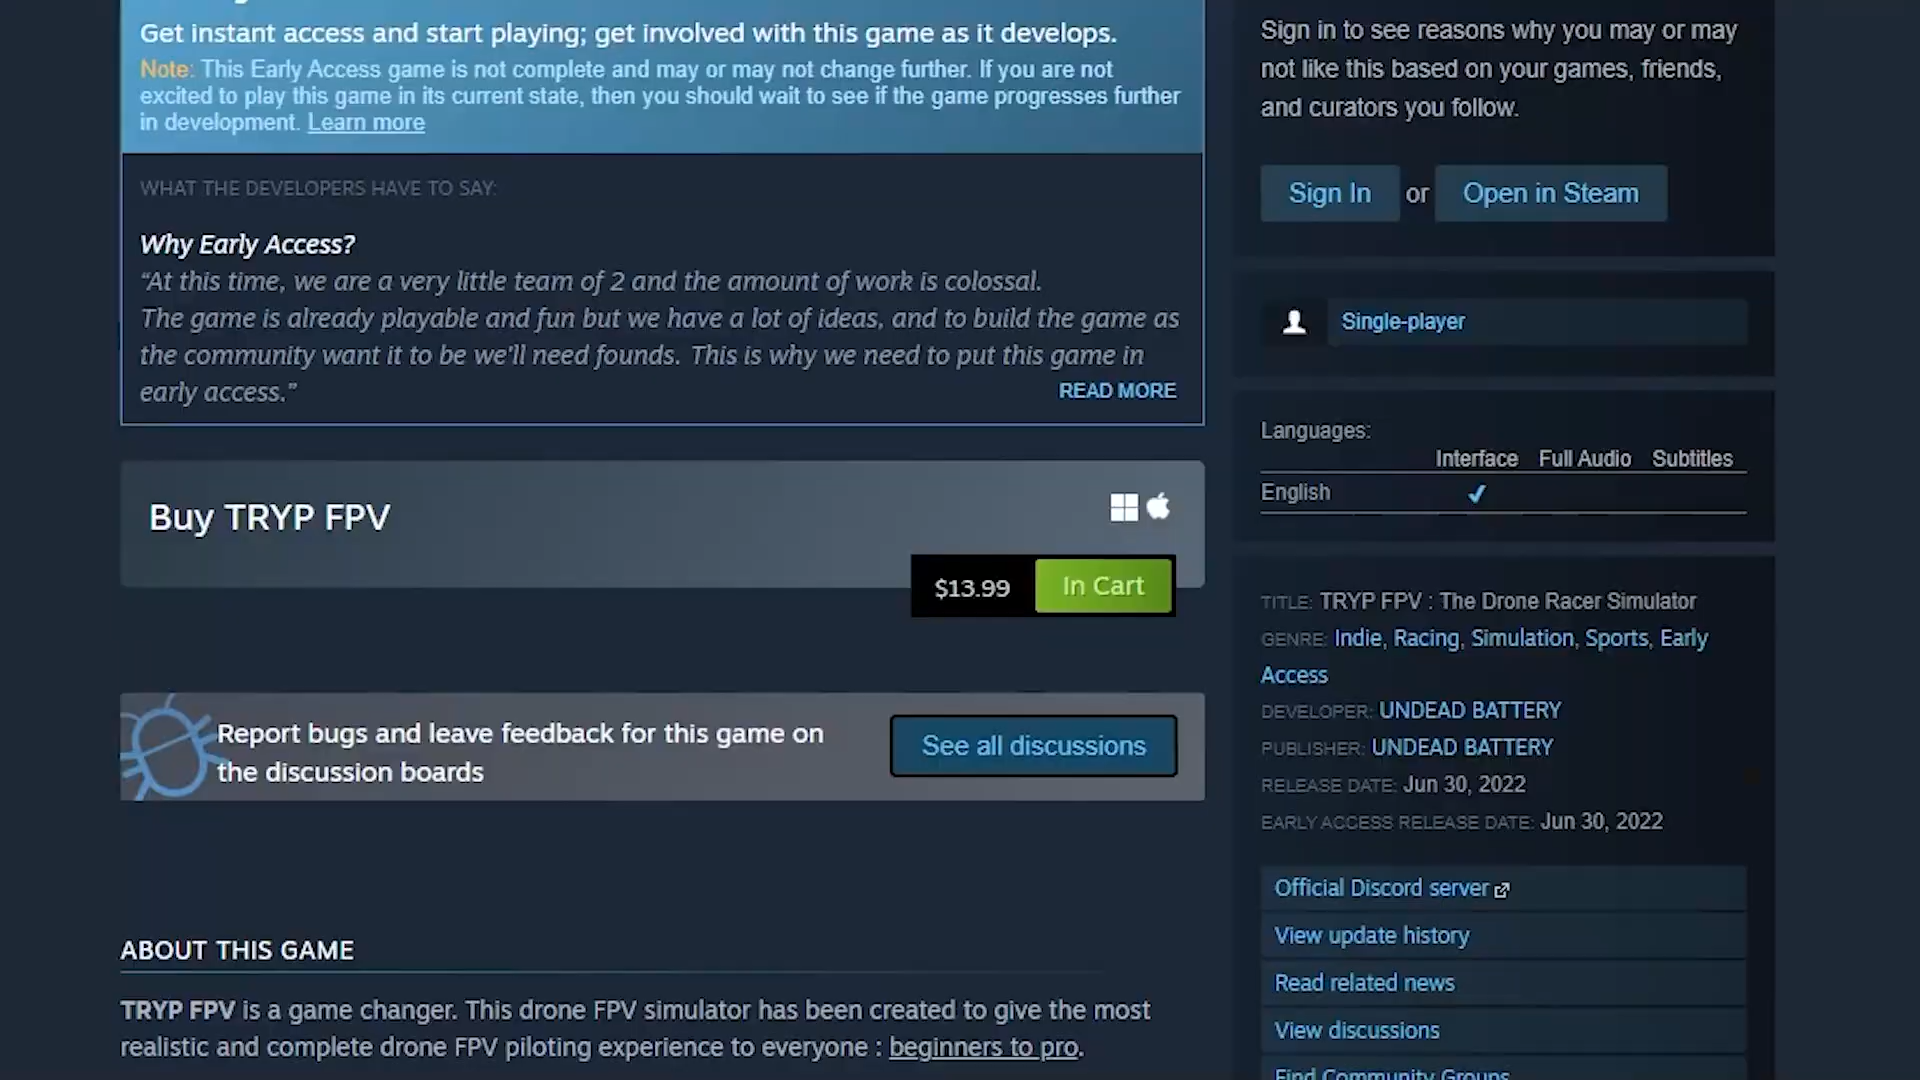 Get instant access and start playing; get involved with this game as it develops.
Note: This Early Access game is not complete and may or may not change further. If you are not
excited to play this game in its current state, then you should wait to see if the game progresses further
in development. Learn more
WHAT THE DEVELOPERS HAVE TO SAY:
Why Early Access?
“At this time, we are a very little team of 2 and the amount of work is colossal.
The game is already playable and fun but we have a lot of ideas, and to build the game as
the community want it to be we'll need founds. This is why we need to put this game in
early access.”
READ MORE
Buy TRYP FPV
$13.99
In Cart
Report bugs and leave feedback for this game on
the discussion boards
See all discussions
ABOUT THIS GAME
TRYP FPV is a game changer. This drone FPV simulator has been created to give the most
realistic and complete drone FPV piloting experience to everyone : beginners to pro.
Sign in to see reasons why you may or may
not like this based on your games, friends,
and curators you follow.
Sign In or Open in Steam
Single-player
Languages:
Interface Full Audio Subtitles
English
TITLE: TRYP FPV : The Drone Racer Simulator
GENRE: Indie, Racing, Simulation, Sports, Early
Access
DEVELOPER: UNDEAD BATTERY
PUBLISHER: UNDEAD BATTERY
RELEASE DATE: Jun 30, 2022
EARLY ACCESS RELEASE DATE: Jun 30, 2022
Official Discord server
View update history
Read related news
View discussions
Find Community Groups